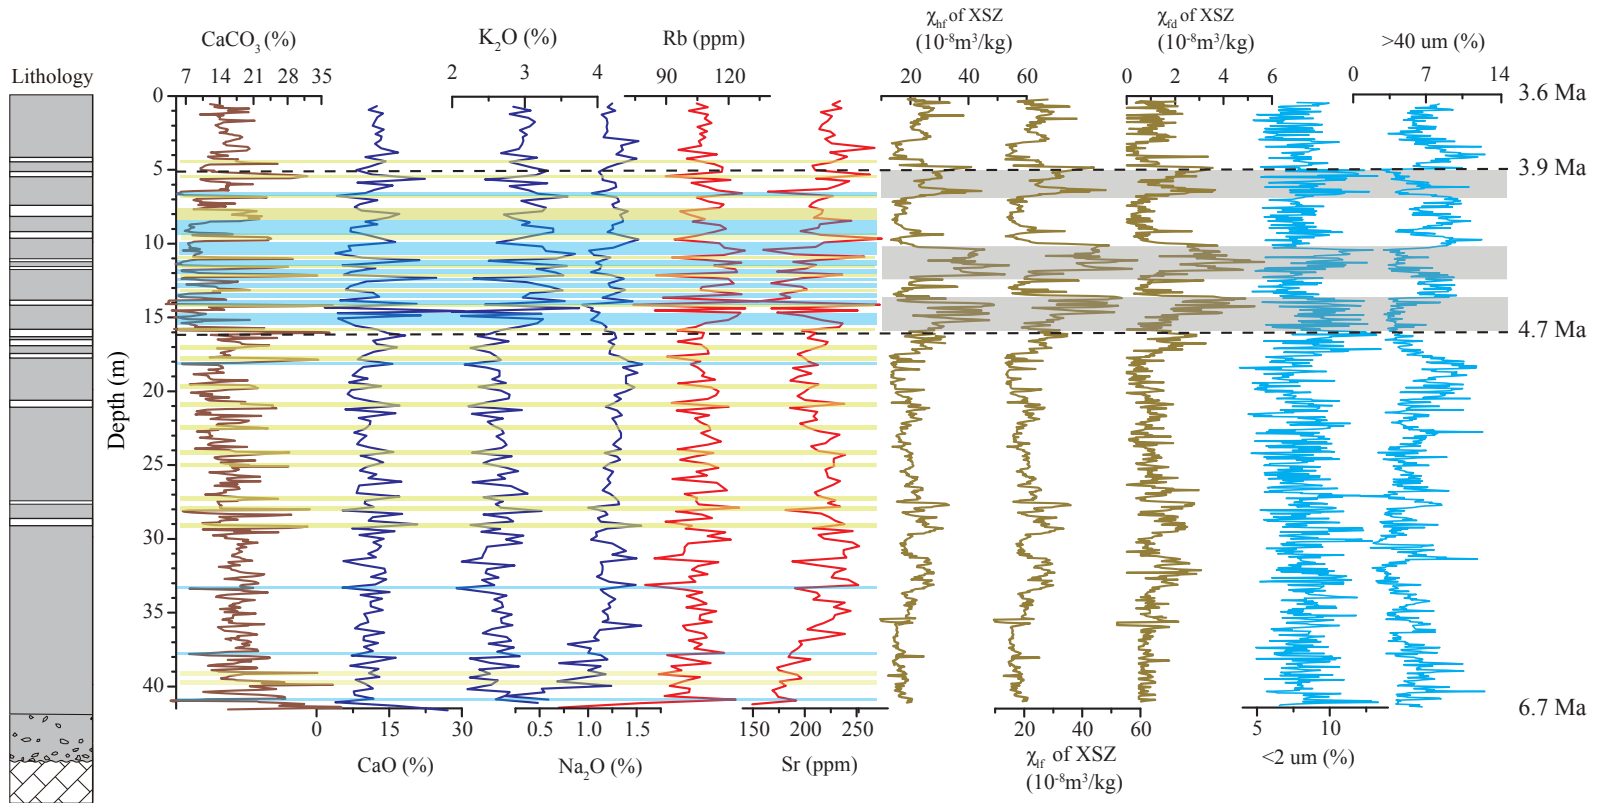 Lithology
CaCO₃ (%)
7 14 21 28 35
K₂O (%)
2 3 4
Rb (ppm)
90 120
χhf of XSZ
(10⁻⁸m³/kg)
20 40 60
χfd of XSZ
(10⁻⁸m³/kg)
0 2 4 6
>40 um (%)
0 7 14
Depth (m)
0
5
10
15
20
25
30
35
40
3.6 Ma
3.9 Ma
4.7 Ma
6.7 Ma
0 15 30
CaO (%)
0.5 1.0 1.5
Na₂O (%)
150 200 250
Sr (ppm)
20 40 60
χlf of XSZ
(10⁻⁸m³/kg)
5 10
<2 um (%)